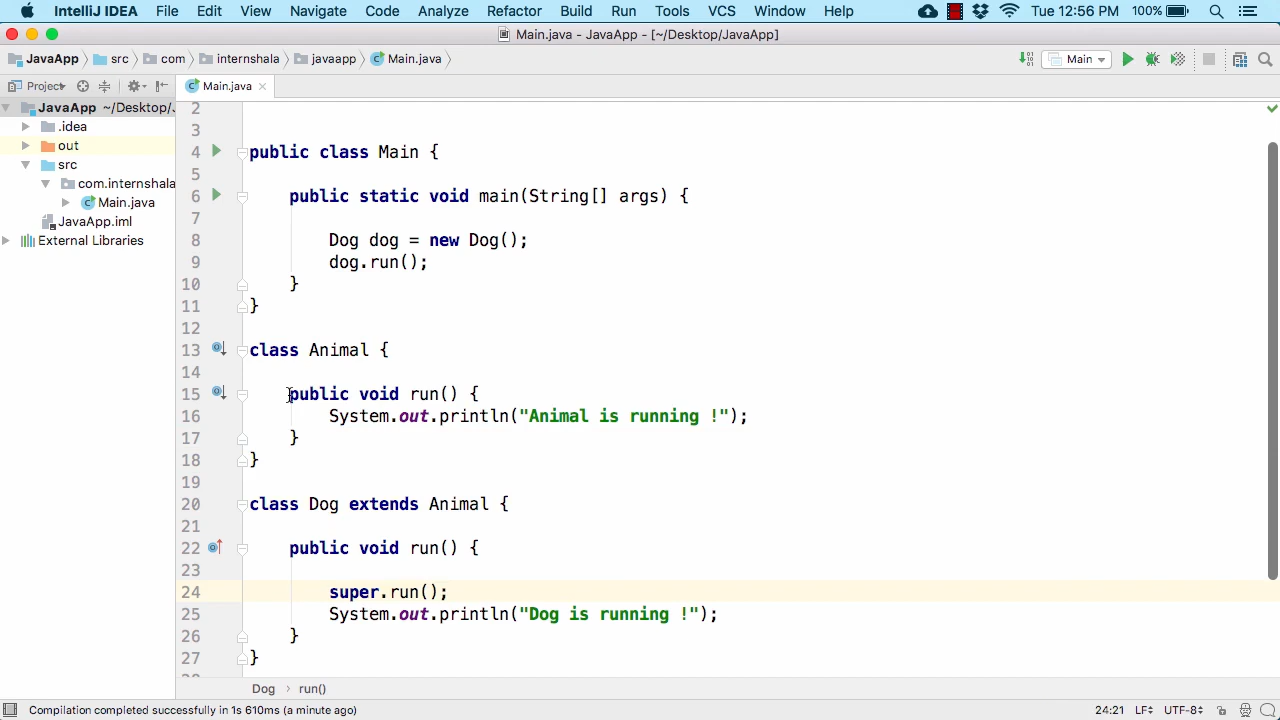 IntelliJ IDEA File Edit View Navigate Code Analyze Refactor Build Run Tools VCS Window Help Tue 12:56 PM 100%
Main.java - JavaApp - [~/Desktop/JavaApp]
JavaApp src com internshala javaapp Main.java Main
Project Main.java
JavaApp ~/Desktop/J
.idea
out
src
com.internshala
Main.java
JavaApp.iml
External Libraries
2
3
4 public class Main {
5
6 public static void main(String[] args) {
7
8 Dog dog = new Dog();
9 dog.run();
10 }
11 }
12
13 class Animal {
14
15 public void run() {
16 System.out.println("Animal is running !");
17 }
18 }
19
20 class Dog extends Animal {
21
22 public void run() {
23
24 super.run();
25 System.out.println("Dog is running !");
26 }
27 }
Dog run()
Compilation completed successfully in 1s 610ms (a minute ago) 24:21 LF UTF-8